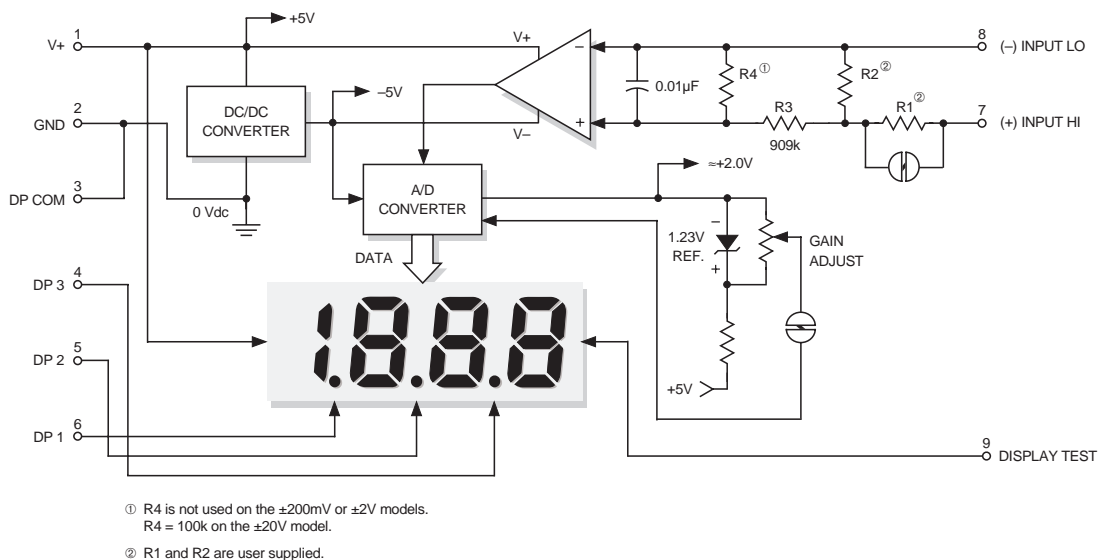 1
V+
+5V
V+
8
(–) INPUT LO
R4①
R2②
0.01µF
2
GND
DC/DC
CONVERTER
–5V
V–
R3
909k
R1②
7
(+) INPUT HI
3
DP COM
0 Vdc
A/D
CONVERTER
≈+2.0V
DATA
1.23V
REF.
–
+
GAIN
ADJUST
4
DP 3
1.8.8.8
5
DP 2
+5V
6
DP 1
9
DISPLAY TEST
–
+
① R4 is not used on the ±200mV or ±2V models.
R4 = 100k on the ±20V model.
② R1 and R2 are user supplied.